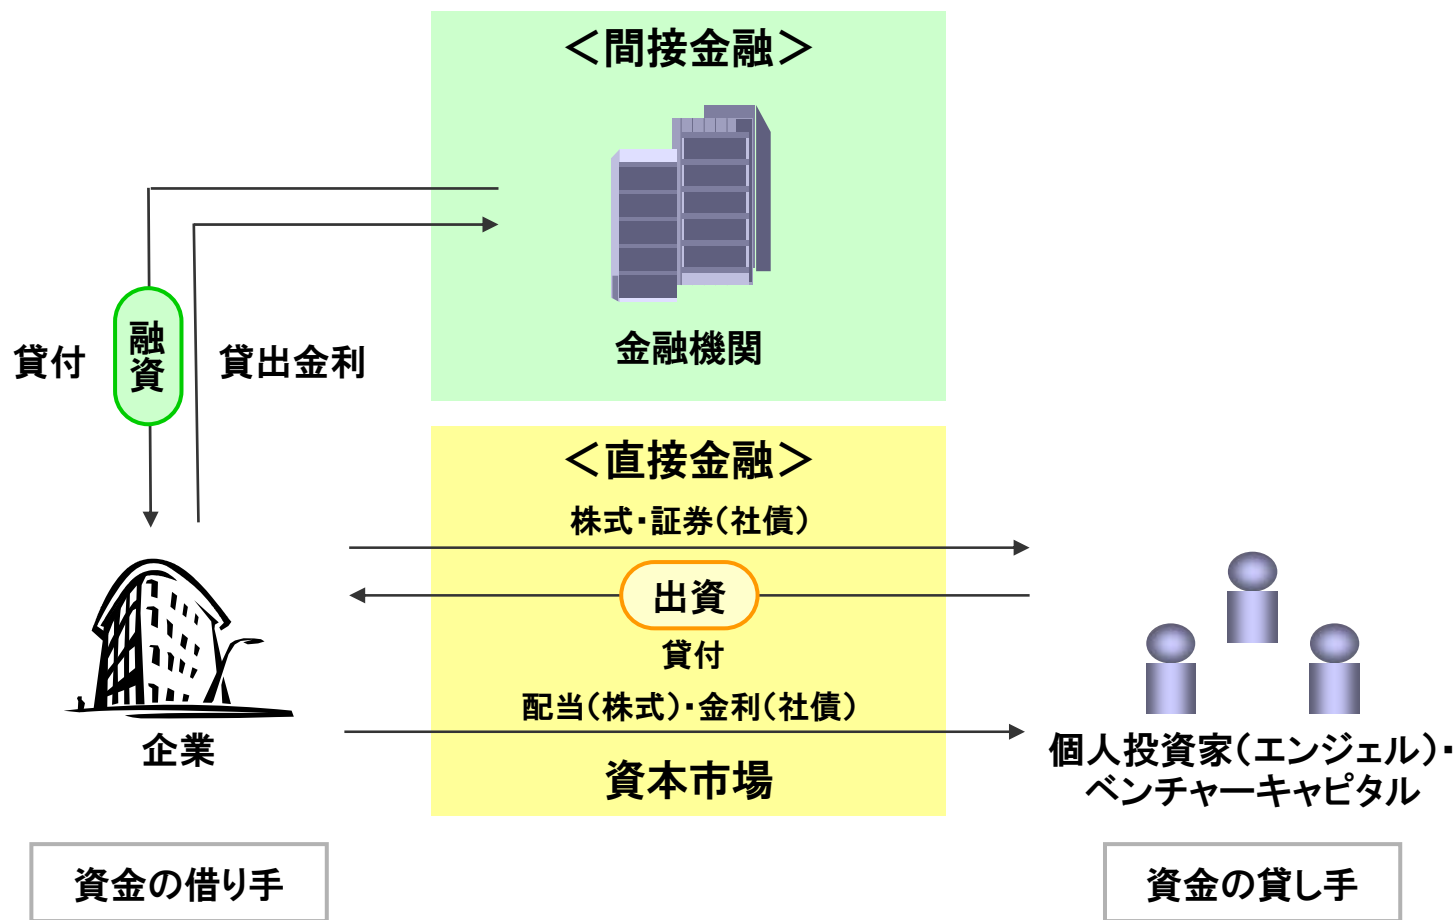 ＜間接金融＞
金融機関
貸付
融
資
貸出金利
＜直接金融＞
株式・証券（社債）
出資
貸付
配当（株式）・金利（社債）
資本市場
企業
個人投資家（エンジェル）・
ベンチャーキャピタル
資金の借り手
資金の貸し手